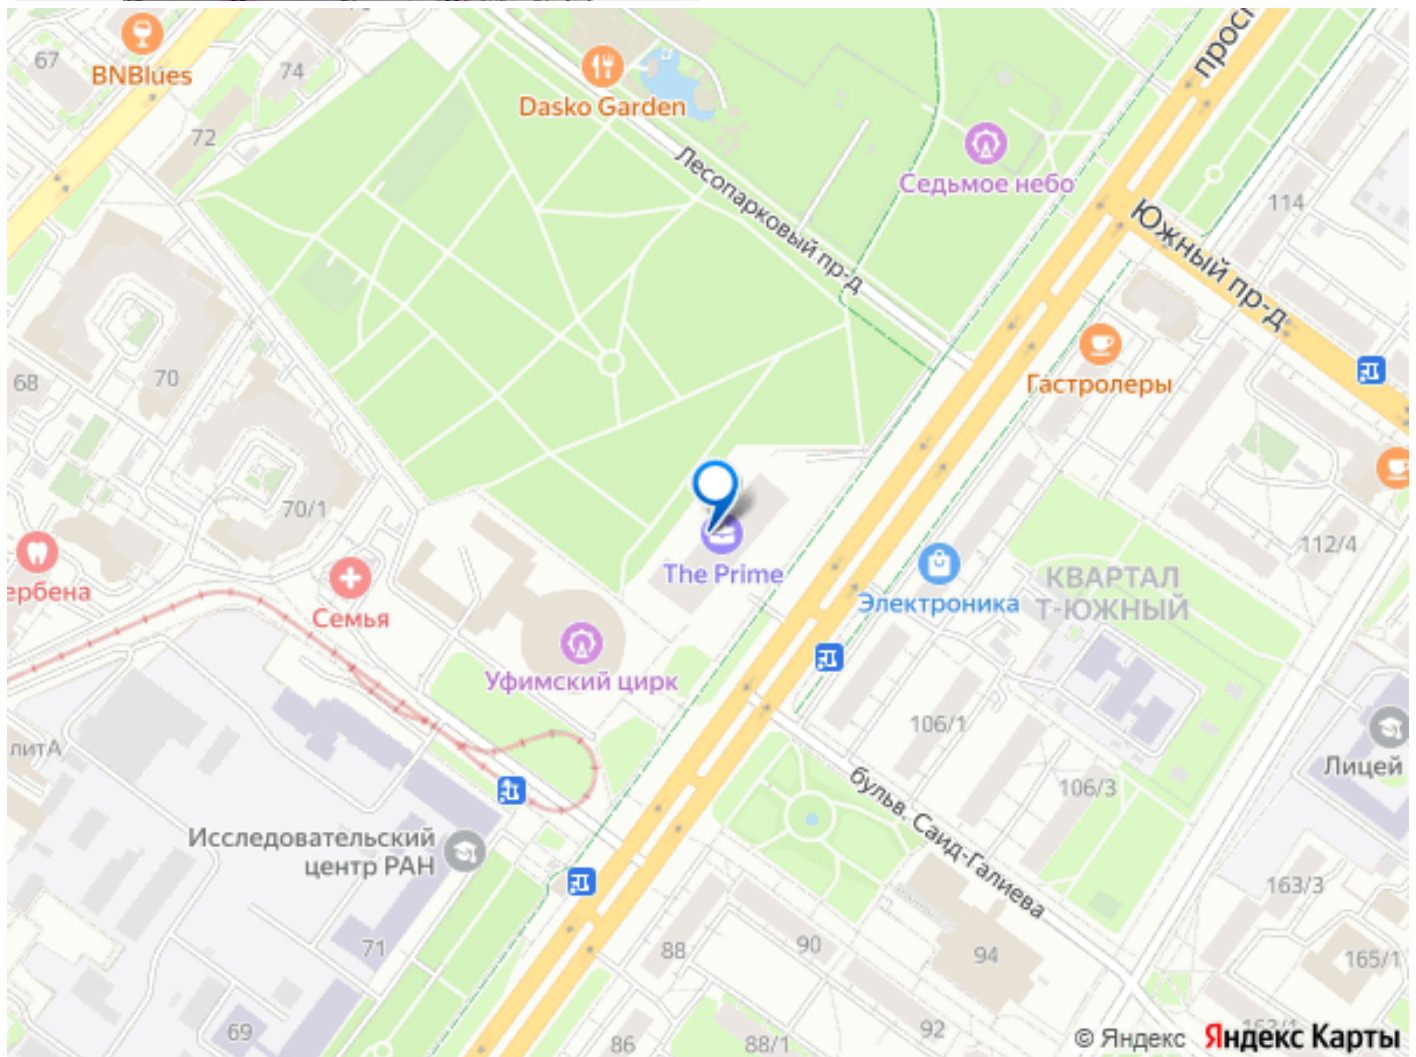 67
BNBlues
74
72
Dasko Garden
Лесопарковый пр-д
Седьмое небо
просп
114
Южный пр-д
Гастролеры
68
70
70/1
The Prime
Электроника
КВАРТАЛ
Т-ЮЖНЫЙ
112/4
ербена
Семья
Уфимский цирк
106/1
106/3
Лицей
литА
бульв. Саид-Галиева
Исследовательский
центр РАН
71
69
88
90
94
92
86
88/1
163/3
165/1
© Яндекс Яндекс Карты